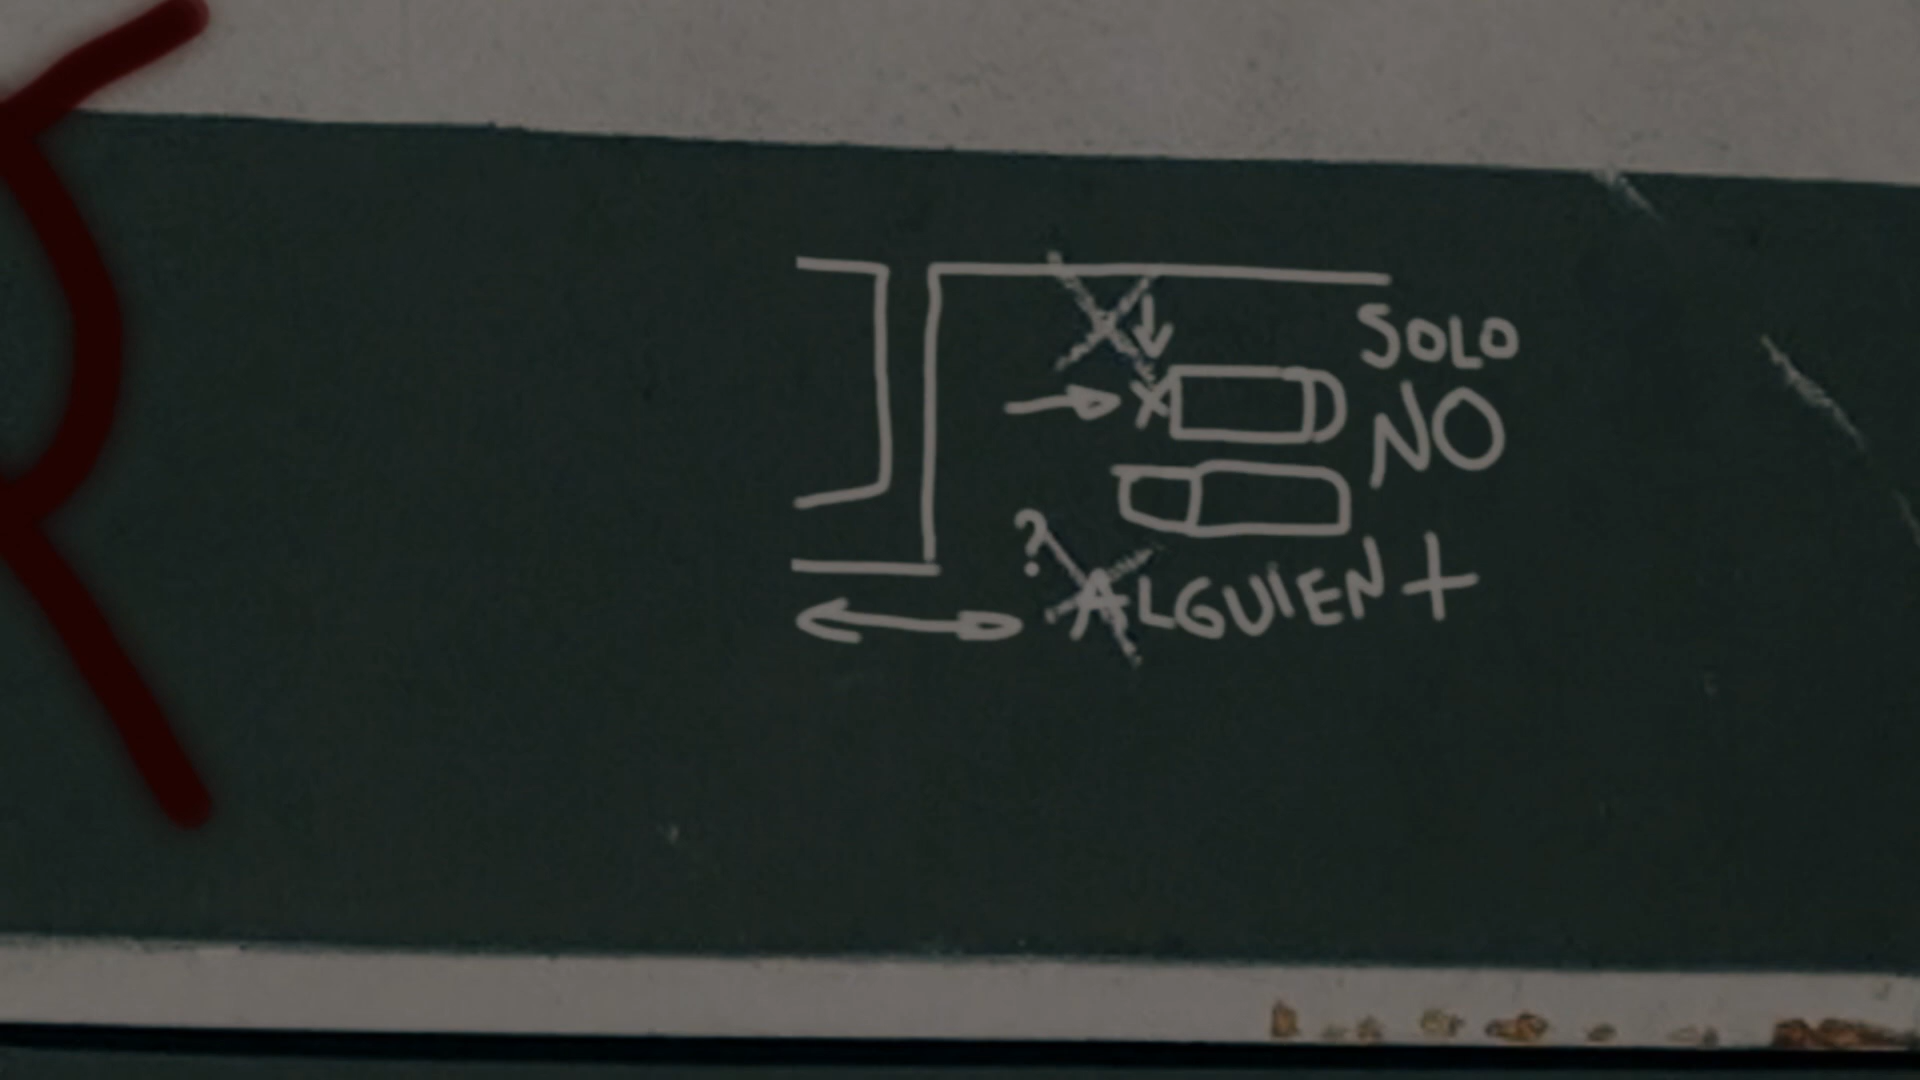 SOLO
NO
?
ALGUIEN +